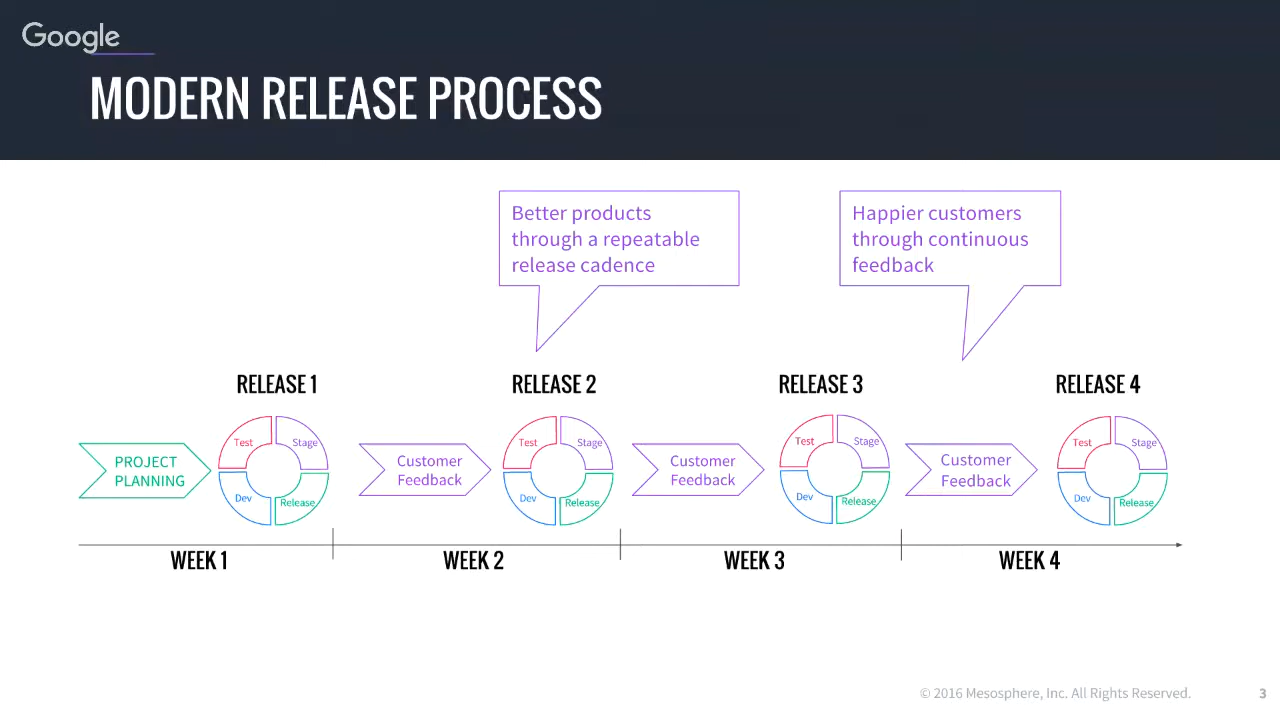 Google
MODERN RELEASE PROCESS
Better products
through a repeatable
release cadence
Happier customers
through continuous
feedback
RELEASE 1
RELEASE 2
RELEASE 3
RELEASE 4
PROJECT
PLANNING
Test
Stage
Dev
Release
Customer
Feedback
Test
Stage
Dev
Release
Customer
Feedback
Test
Stage
Dev
Release
Customer
Feedback
Test
Stage
Dev
Release
WEEK 1
WEEK 2
WEEK 3
WEEK 4
© 2016 Mesosphere, Inc. All Rights Reserved.
3